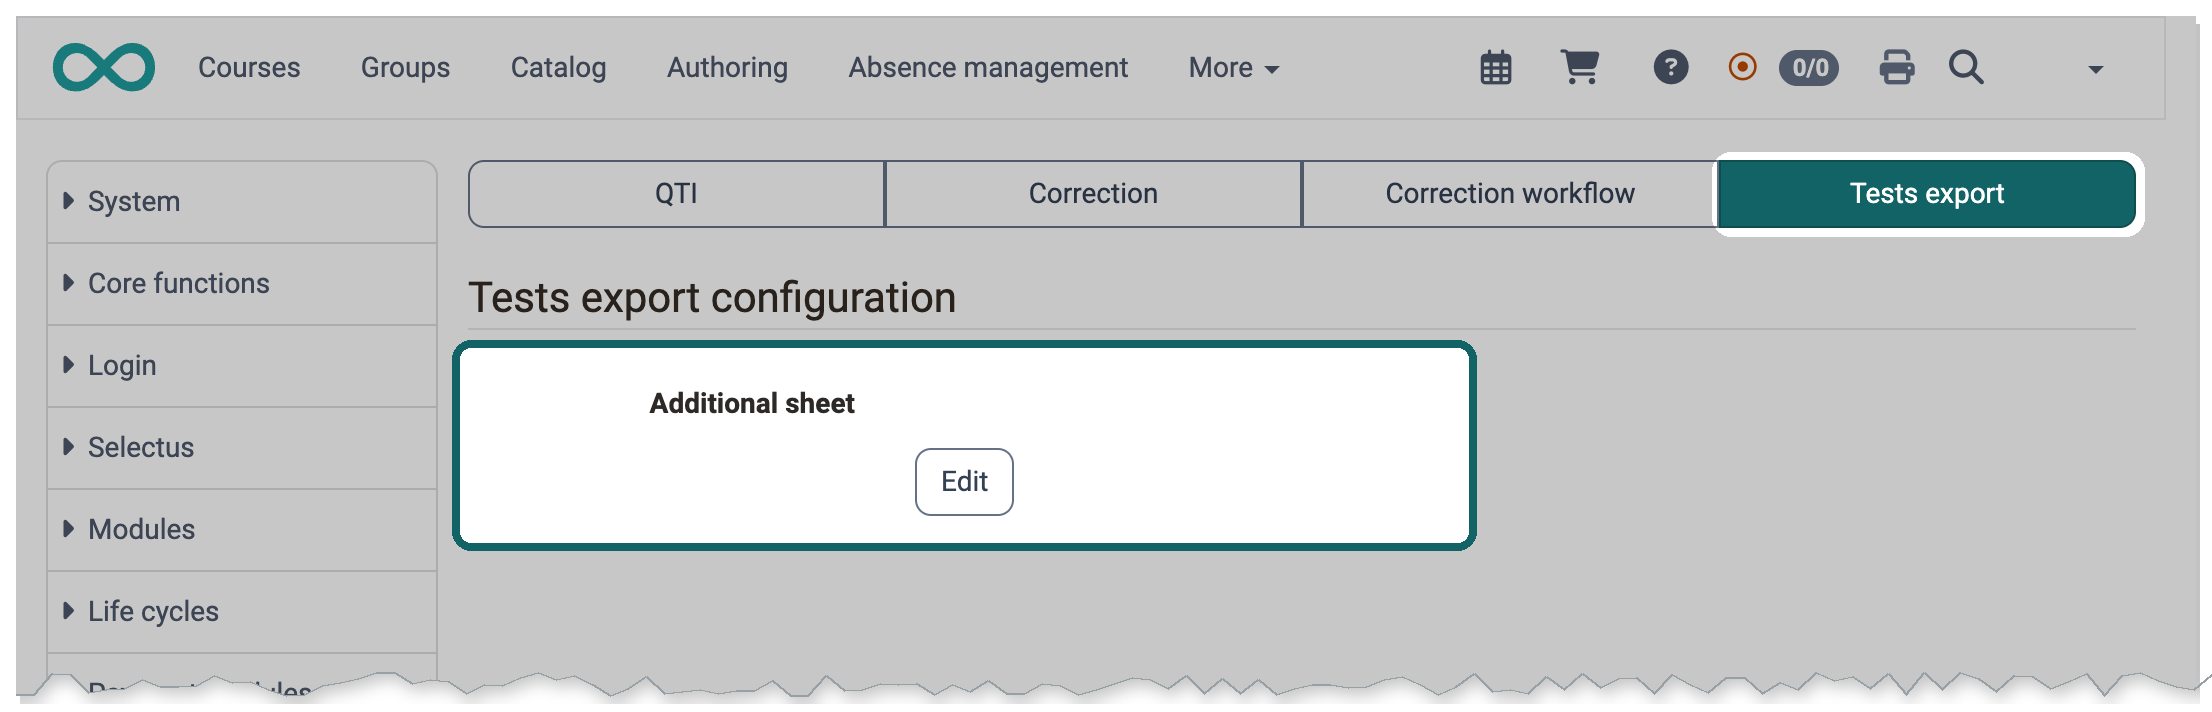 Courses Groups Catalog Authoring Absence management More ? 0/0
System
Core functions
Login
Selectus
Modules
Life cycles
QTI Correction Correction workflow Tests export
Tests export configuration
Additional sheet
Edit